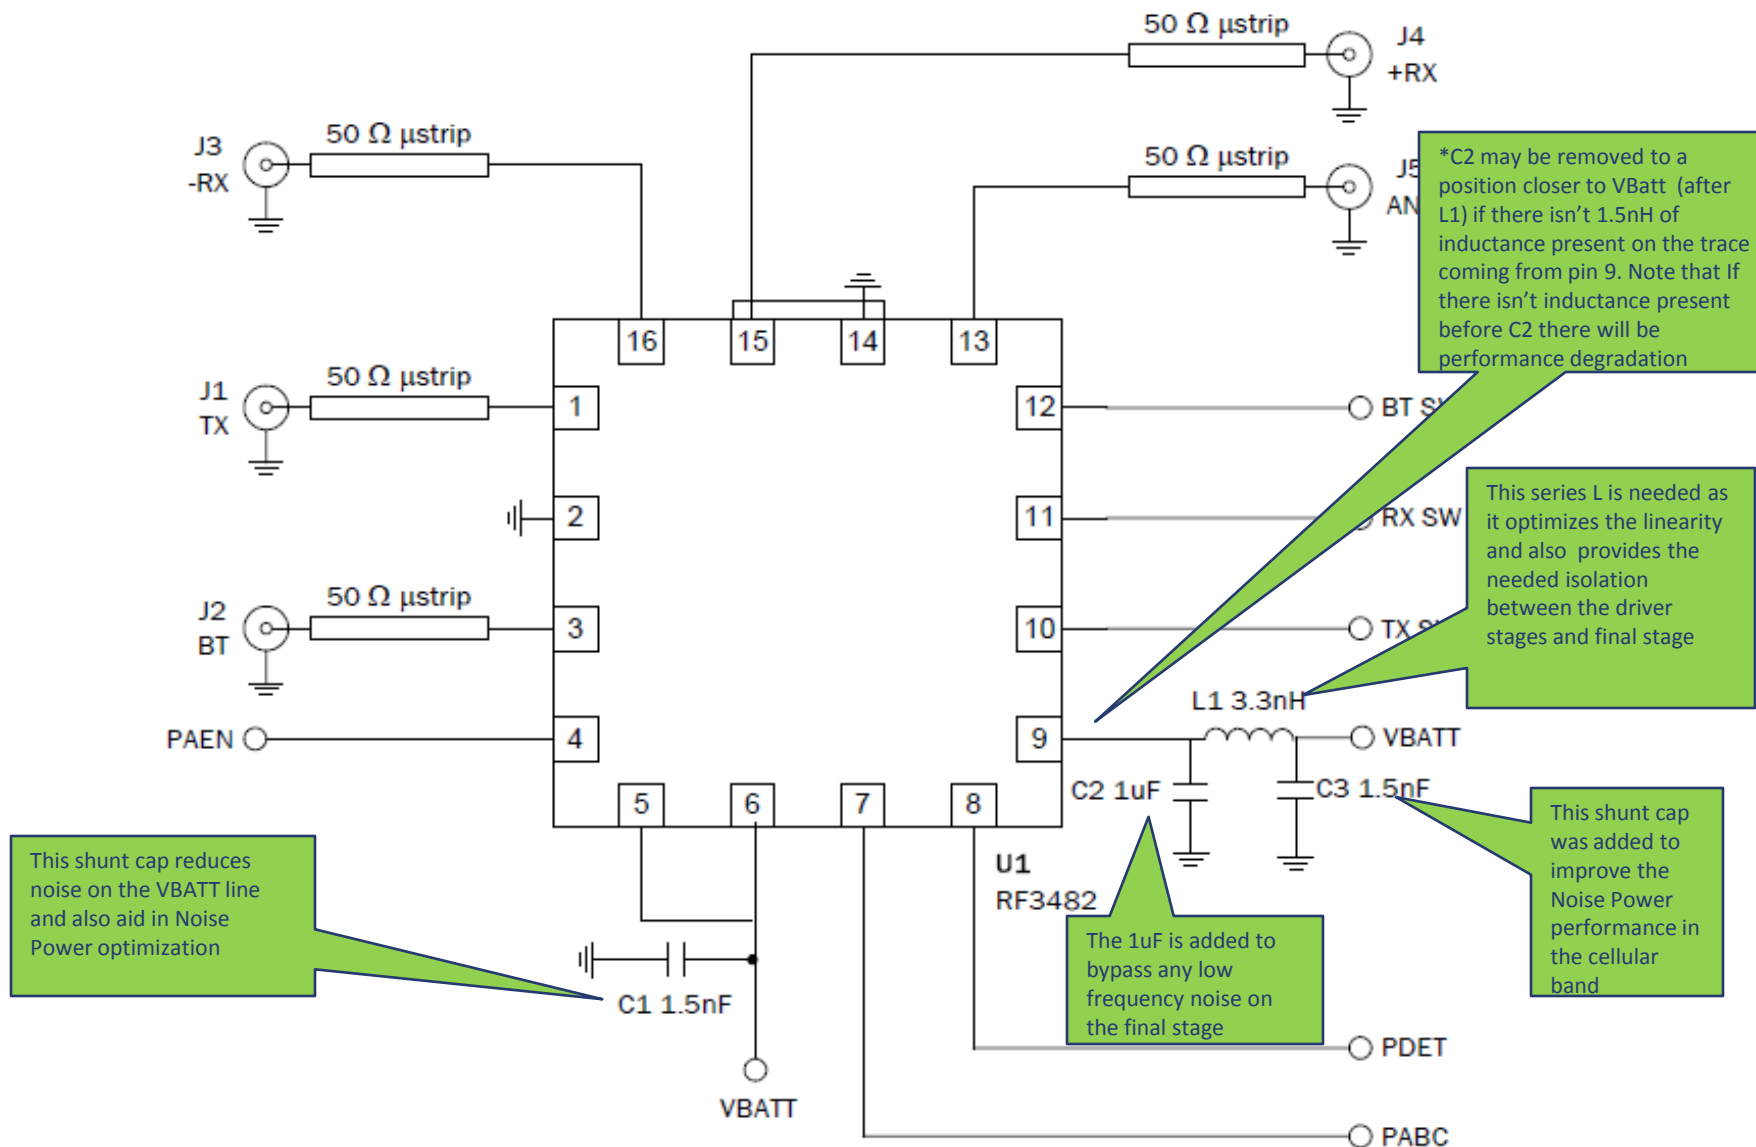 50 Ω µstrip
J4
+RX
50 Ω µstrip
J3
-RX
50 Ω µstrip
J5
AN
*C2 may be removed to a
position closer to VBatt (after
L1) if there isn't 1.5nH of
inductance present on the trace
coming from pin 9. Note that If
there isn't inductance present
before C2 there will be
performance degradation
16
15
14
13
J1
TX
50 Ω µstrip
1
12
BT S
2
11
RX SW
This series L is needed as
it optimizes the linearity
and also provides the
needed isolation
between the driver
stages and final stage
J2
BT
50 Ω µstrip
3
10
TX S
L1 3.3nH
PAEN
4
9
VBATT
5
6
7
8
C2 1uF
C3 1.5nF
This shunt cap reduces
noise on the VBATT line
and also aid in Noise
Power optimization
U1
RF3482
This shunt cap
was added to
improve the
Noise Power
performance in
the cellular
band
The 1uF is added to
bypass any low
frequency noise on
the final stage
C1 1.5nF
PDET
VBATT
PABC